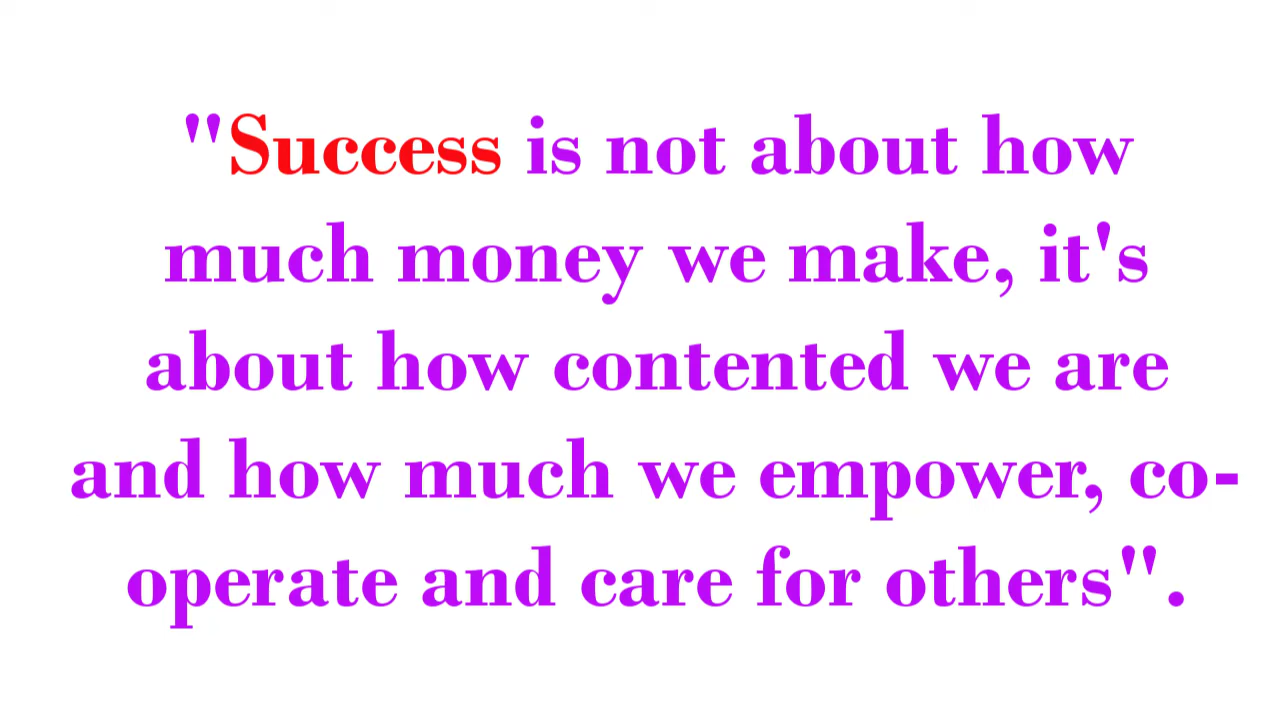 "Success is not about how
much money we make, it's
about how contented we are
and how much we empower, co-
operate and care for others".